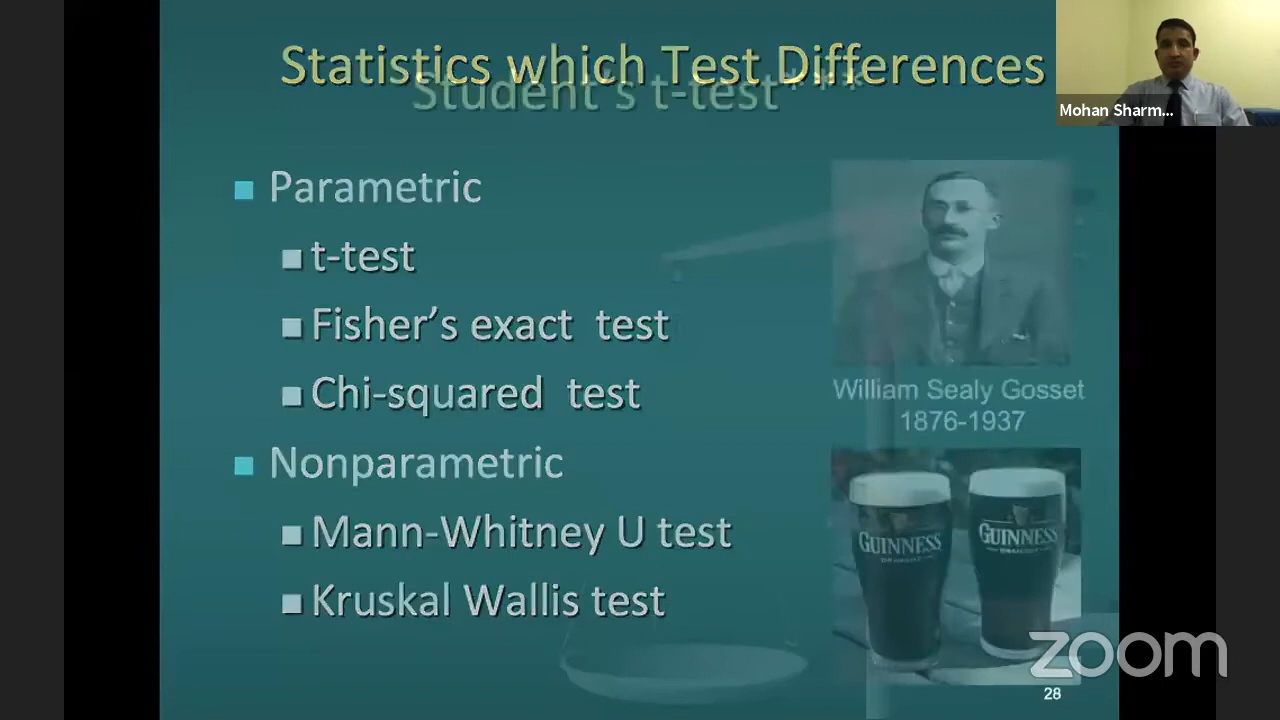 Statistics which Test Differences
Student's t-test***
Mohan Sharm...
Parametric
t-test
Fisher's exact test
Chi-squared test
Nonparametric
Mann-Whitney U test
Kruskal Wallis test
William Sealy Gosset
1876-1937
GUINNESS
GUINNESS
zoom
28